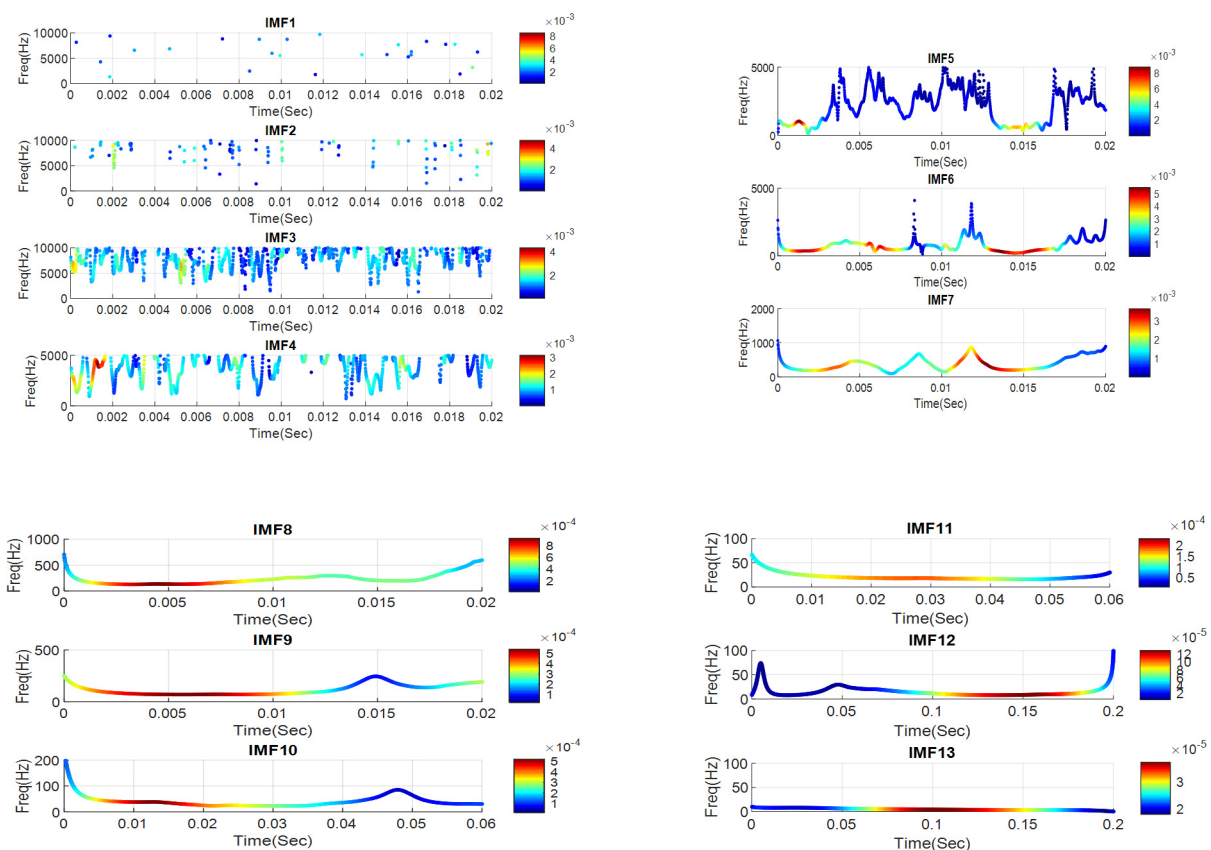 IMF1
×10⁻³
Freq(Hz)
10000
5000
0
8
6
4
2
0 0.002 0.004 0.006 0.008 0.01 0.012 0.014 0.016 0.018 0.02
Time(Sec)
IMF2
×10⁻³
Freq(Hz)
10000
5000
0
4
2
0 0.002 0.004 0.006 0.008 0.01 0.012 0.014 0.016 0.018 0.02
Time(Sec)
IMF3
×10⁻³
Freq(Hz)
10000
5000
0
4
2
0 0.002 0.004 0.006 0.008 0.01 0.012 0.014 0.016 0.018 0.02
Time(Sec)
IMF4
×10⁻³
Freq(Hz)
5000
0
3
2
1
0 0.002 0.004 0.006 0.008 0.01 0.012 0.014 0.016 0.018 0.02
Time(Sec)
IMF5
×10⁻³
Freq(Hz)
5000
0
8
6
4
2
0 0.005 0.01 0.015 0.02
Time(Sec)
IMF6
×10⁻³
Freq(Hz)
5000
0
5
4
3
2
1
0 0.005 0.01 0.015 0.02
Time(Sec)
IMF7
×10⁻³
Freq(Hz)
2000
1000
0
3
2
1
0 0.005 0.01 0.015 0.02
Time(Sec)
IMF8
×10⁻⁴
Freq(Hz)
1000
500
0
8
6
4
2
0 0.005 0.01 0.015 0.02
Time(Sec)
IMF9
×10⁻⁴
Freq(Hz)
500
0
5
4
3
2
1
0 0.005 0.01 0.015 0.02
Time(Sec)
IMF10
×10⁻⁴
Freq(Hz)
200
100
0
5
4
3
2
1
0 0.01 0.02 0.03 0.04 0.05 0.06
Time(Sec)
IMF11
×10⁻⁴
Freq(Hz)
100
50
0
2
1.5
1
0.5
0 0.01 0.02 0.03 0.04 0.05 0.06
Time(Sec)
IMF12
×10⁻⁵
Freq(Hz)
100
50
0
12
10
8
6
4
2
0 0.05 0.1 0.15 0.2
Time(Sec)
IMF13
×10⁻⁵
Freq(Hz)
100
50
0
3
2
0 0.05 0.1 0.15 0.2
Time(Sec)